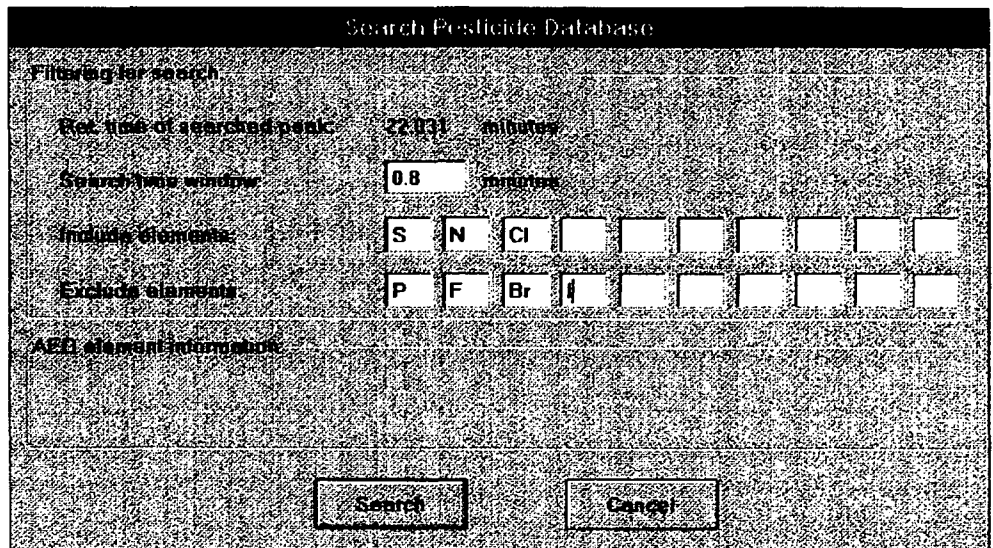 Search Pesticide Database
Filtering for search
Ret. time of searched peak: 22.031 minutes
Search time window: 0.8 minutes
Include elements: S N Cl
Exclude elements: P F Br I
AED element information
Search Cancel